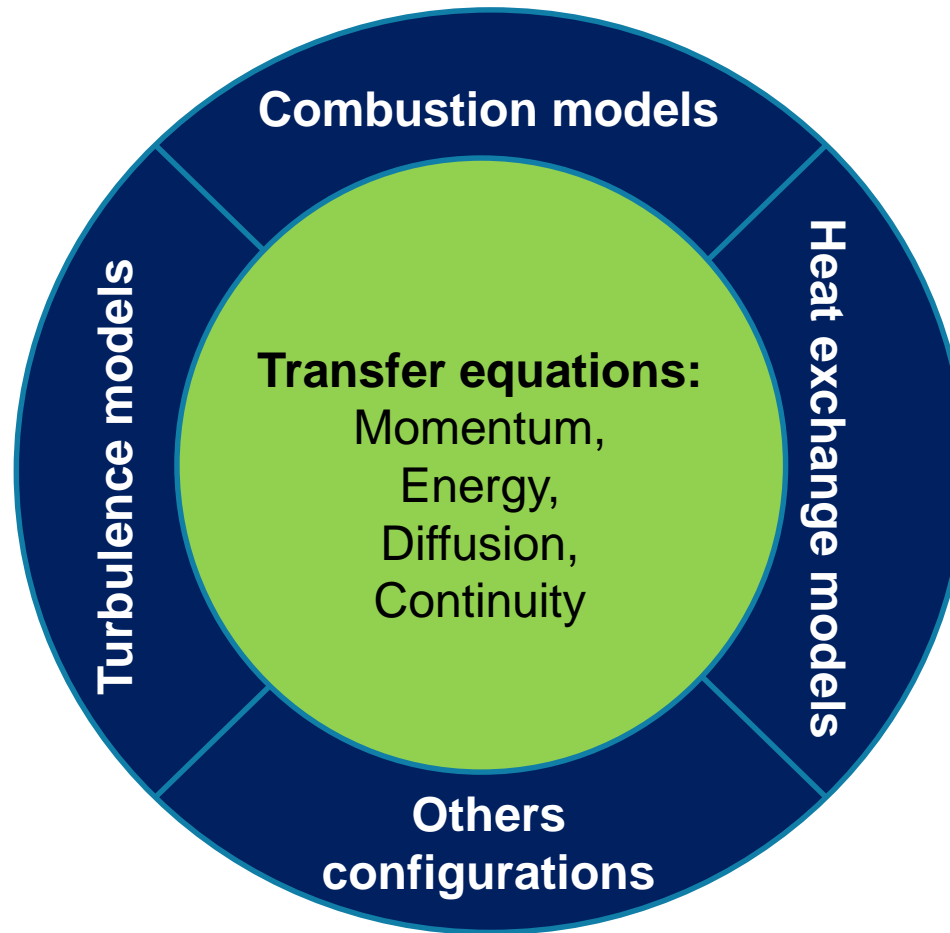 Combustion models
Heat exchange models
Turbulence models
Transfer equations:
Momentum,
Energy,
Diffusion,
Continuity
Others
configurations